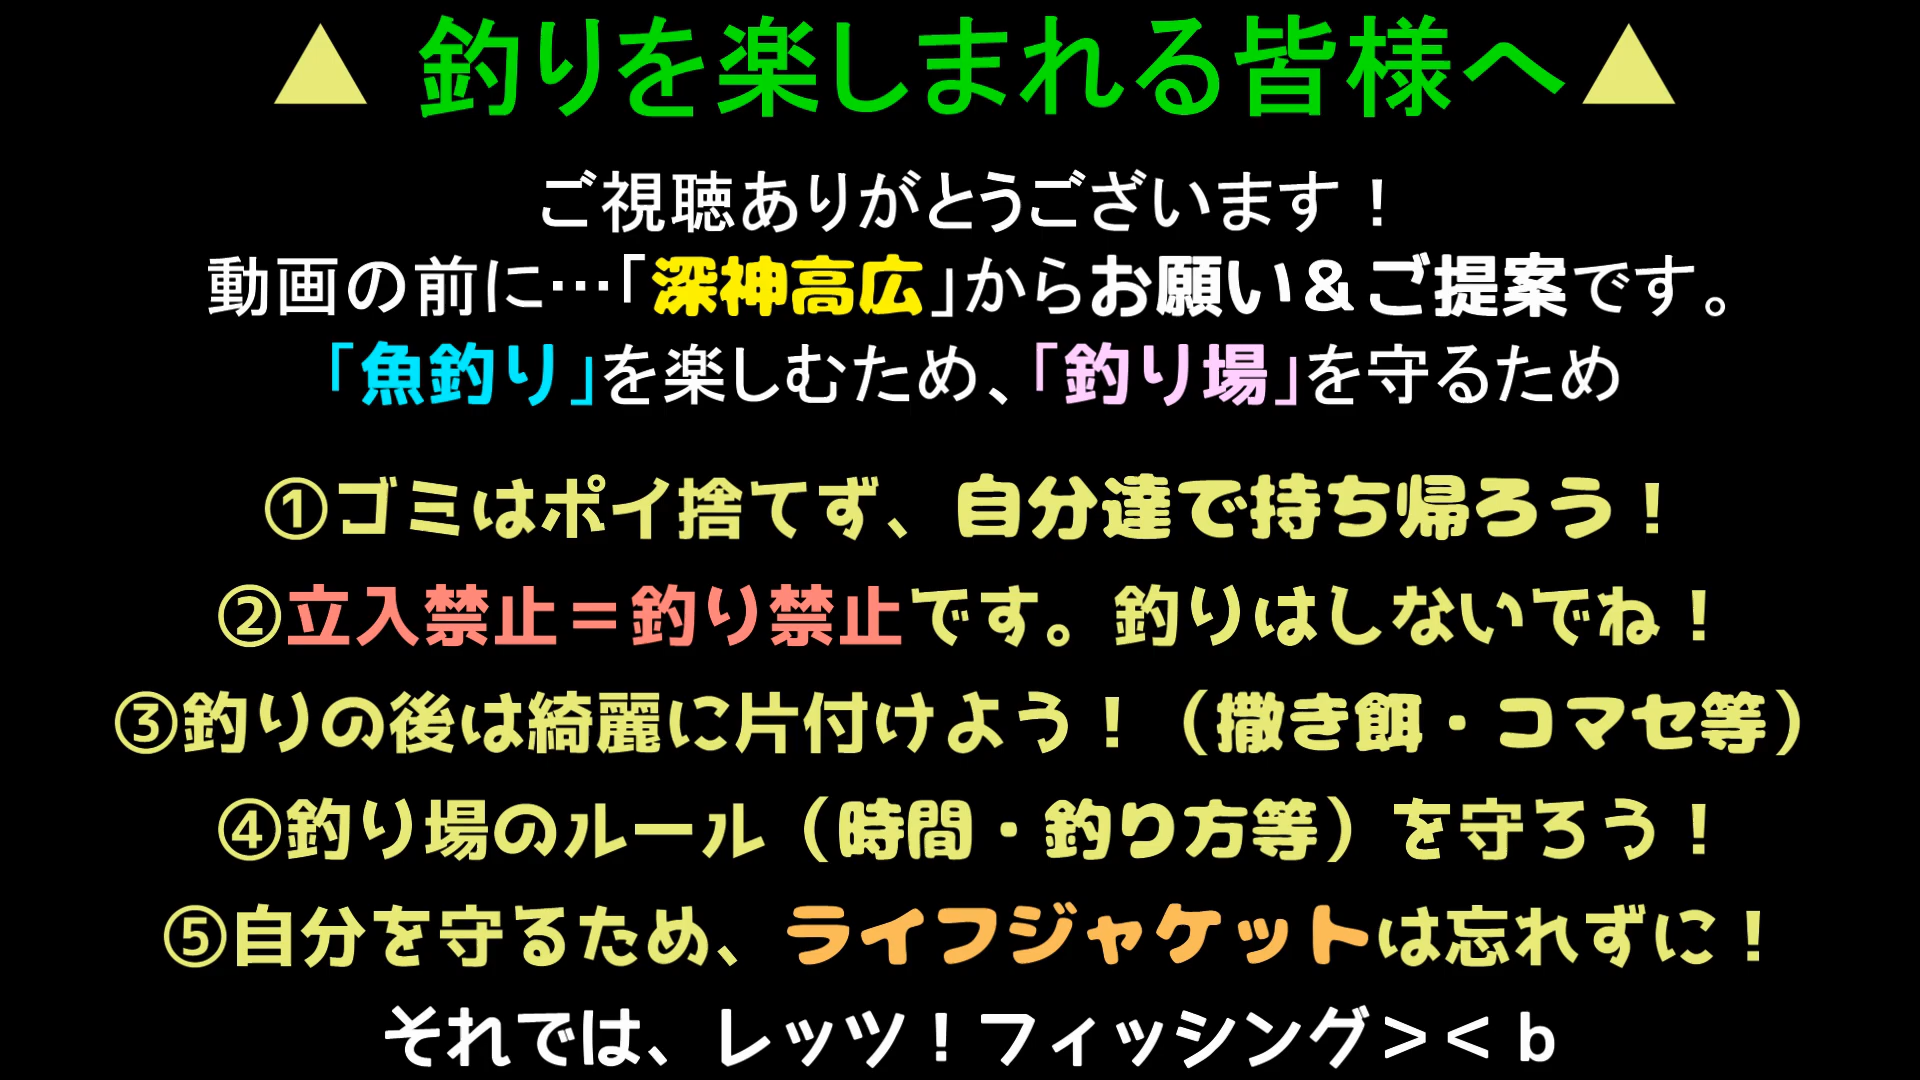 ▲ 釣りを楽しまれる皆様へ▲
ご視聴ありがとうございます！
動画の前に…「深神高広」からお願い＆ご提案です。
「魚釣り」を楽しむため、「釣り場」を守るため
①ゴミはポイ捨てず、自分達で持ち帰ろう！
②立入禁止＝釣り禁止です。釣りはしないでね！
③釣りの後は綺麗に片付けよう！（撒き餌・コマセ等）
④釣り場のルール（時間・釣り方等）を守ろう！
⑤自分を守るため、ライフジャケットは忘れずに！
それでは、レッツ！フィッシング＞＜ｂ